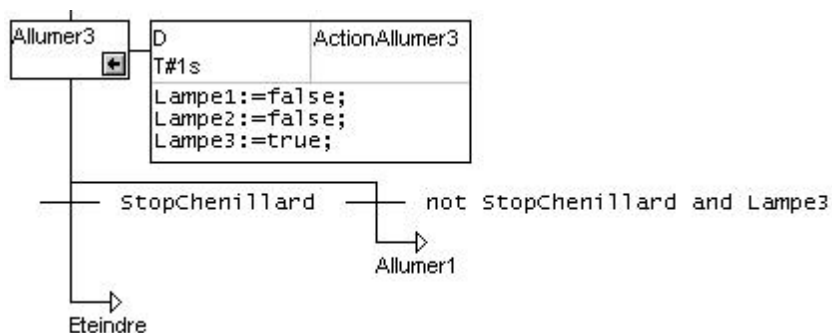 Allumer3
D
ActionAllumer3
T#1s
Lampe1:=false;
Lampe2:=false;
Lampe3:=true;
StopChenillard
not StopChenillard and Lampe3
Allumer1
Eteindre